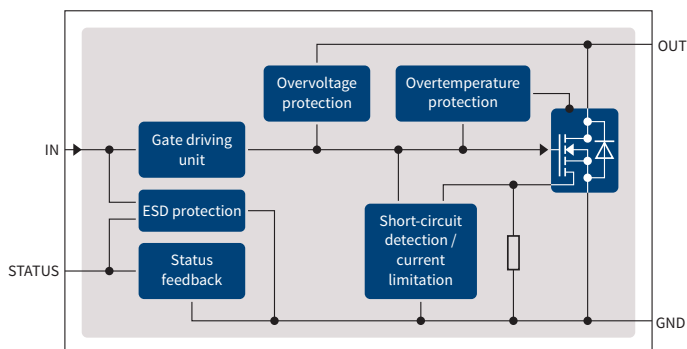 OUT
Overvoltage
protection
Overtemperature
protection
IN
Gate driving
unit
ESD protection
Short-circuit
detection /
current
limitation
STATUS
Status
feedback
GND